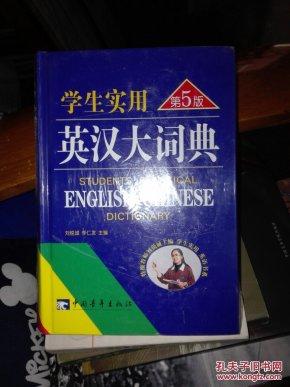 学生实用
第5版
英汉大词典
STUDENT'S PRACTICAL
ENGLISH-CHINESE
DICTIONARY
刘锐诚 李仁发 主编
中国青年出版社
孔夫子旧书网